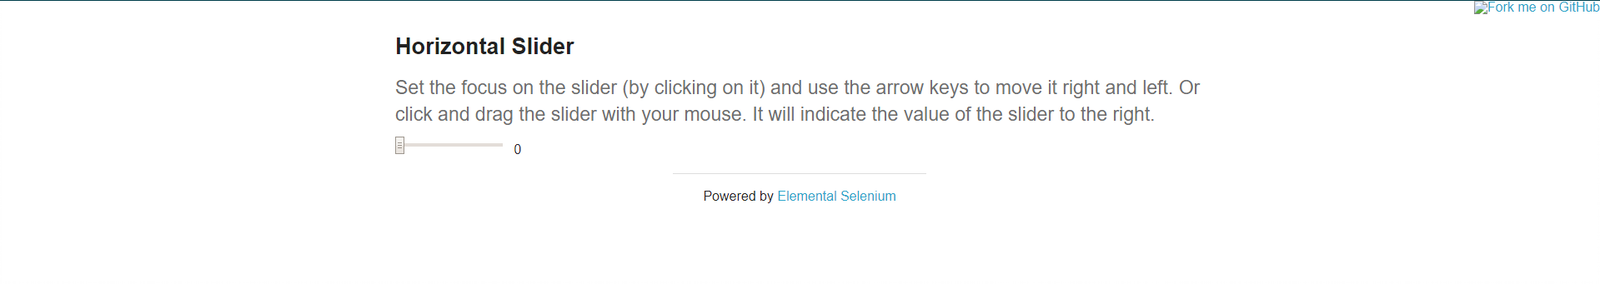 Fork me on GitHub
Horizontal Slider
Set the focus on the slider (by clicking on it) and use the arrow keys to move it right and left. Or
click and drag the slider with your mouse. It will indicate the value of the slider to the right.
0
Powered by Elemental Selenium